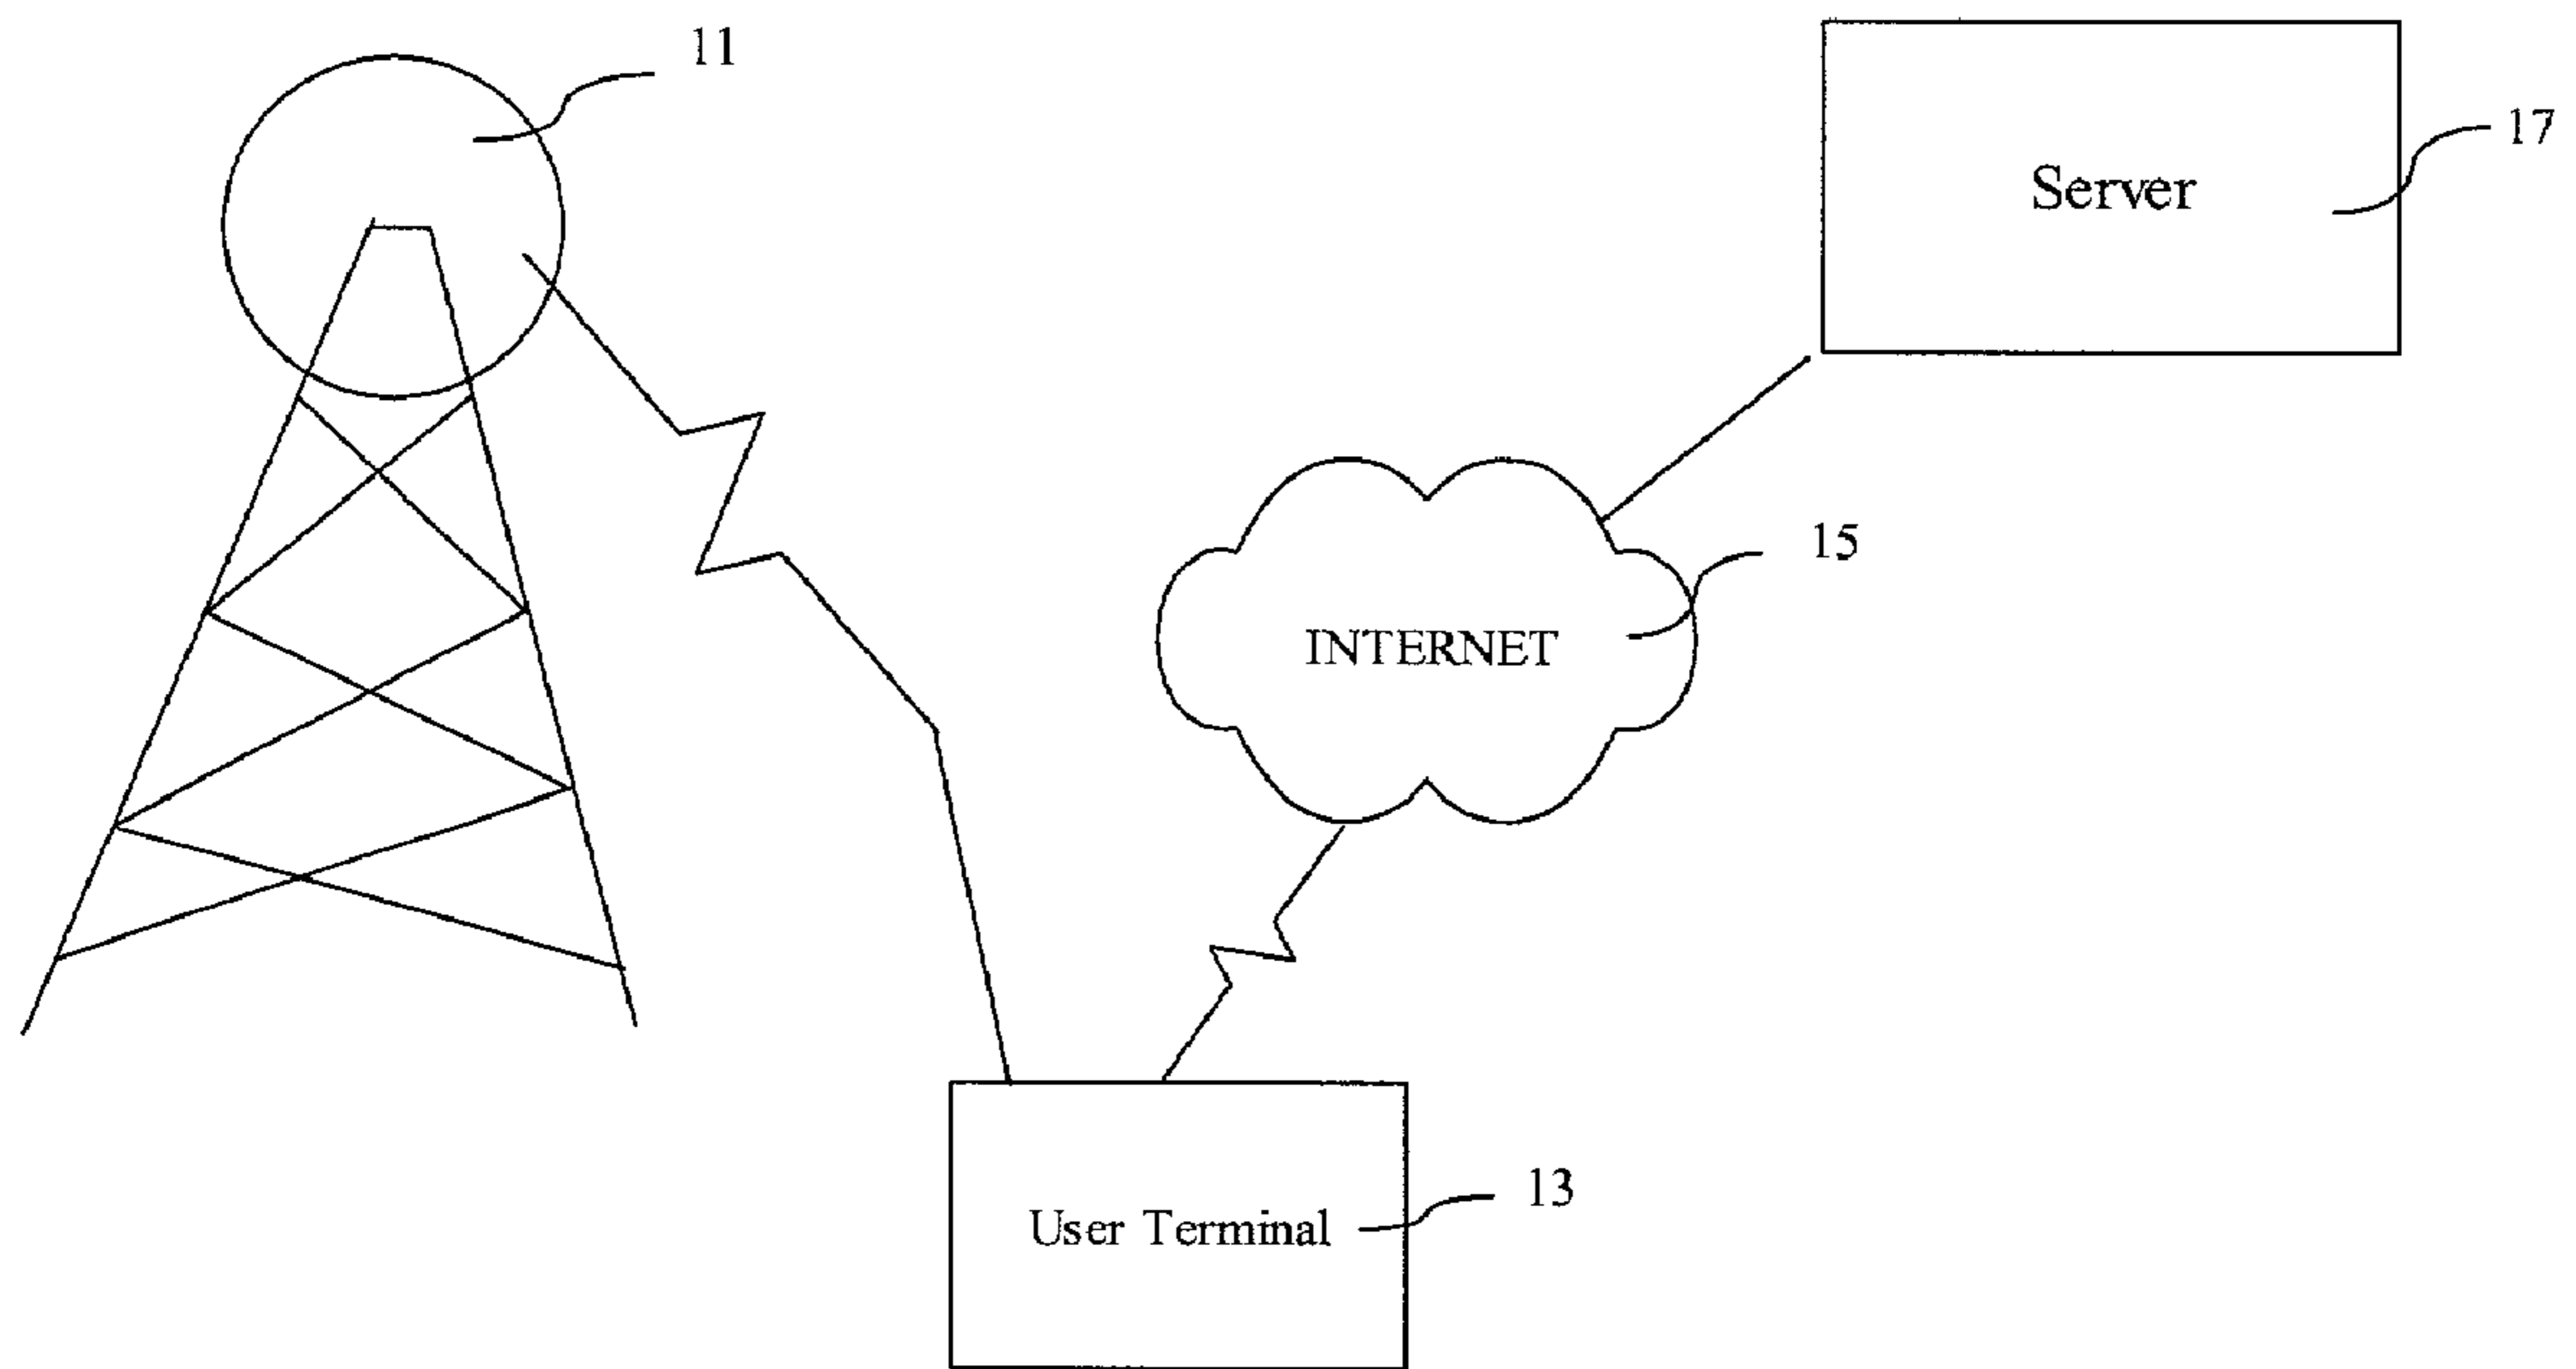 11
17
Server
15
INTERNET
13
User Terminal